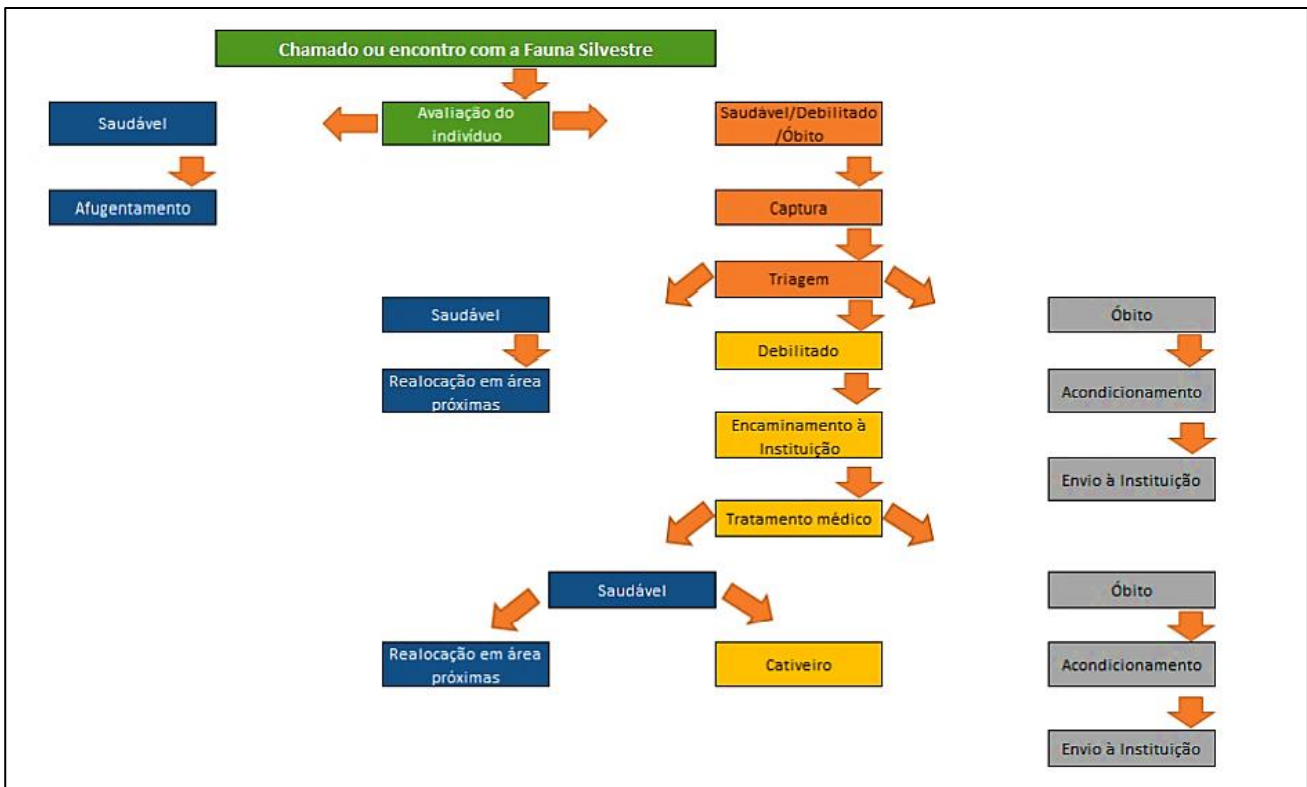 Chamado ou encontro com a Fauna Silvestre
Saudável
Avaliação do
indivíduo
Saudável/Debilitado
/Óbito
Afugentamento
Captura
Triagem
Saudável
Óbito
Debilitado
Realocação em área
próximas
Acondicionamento
Encaminamento à
Instituição
Envio à Instituição
Tratamento médico
Saudável
Óbito
Realocação em área
próximas
Cativeiro
Acondicionamento
Envio à Instituição